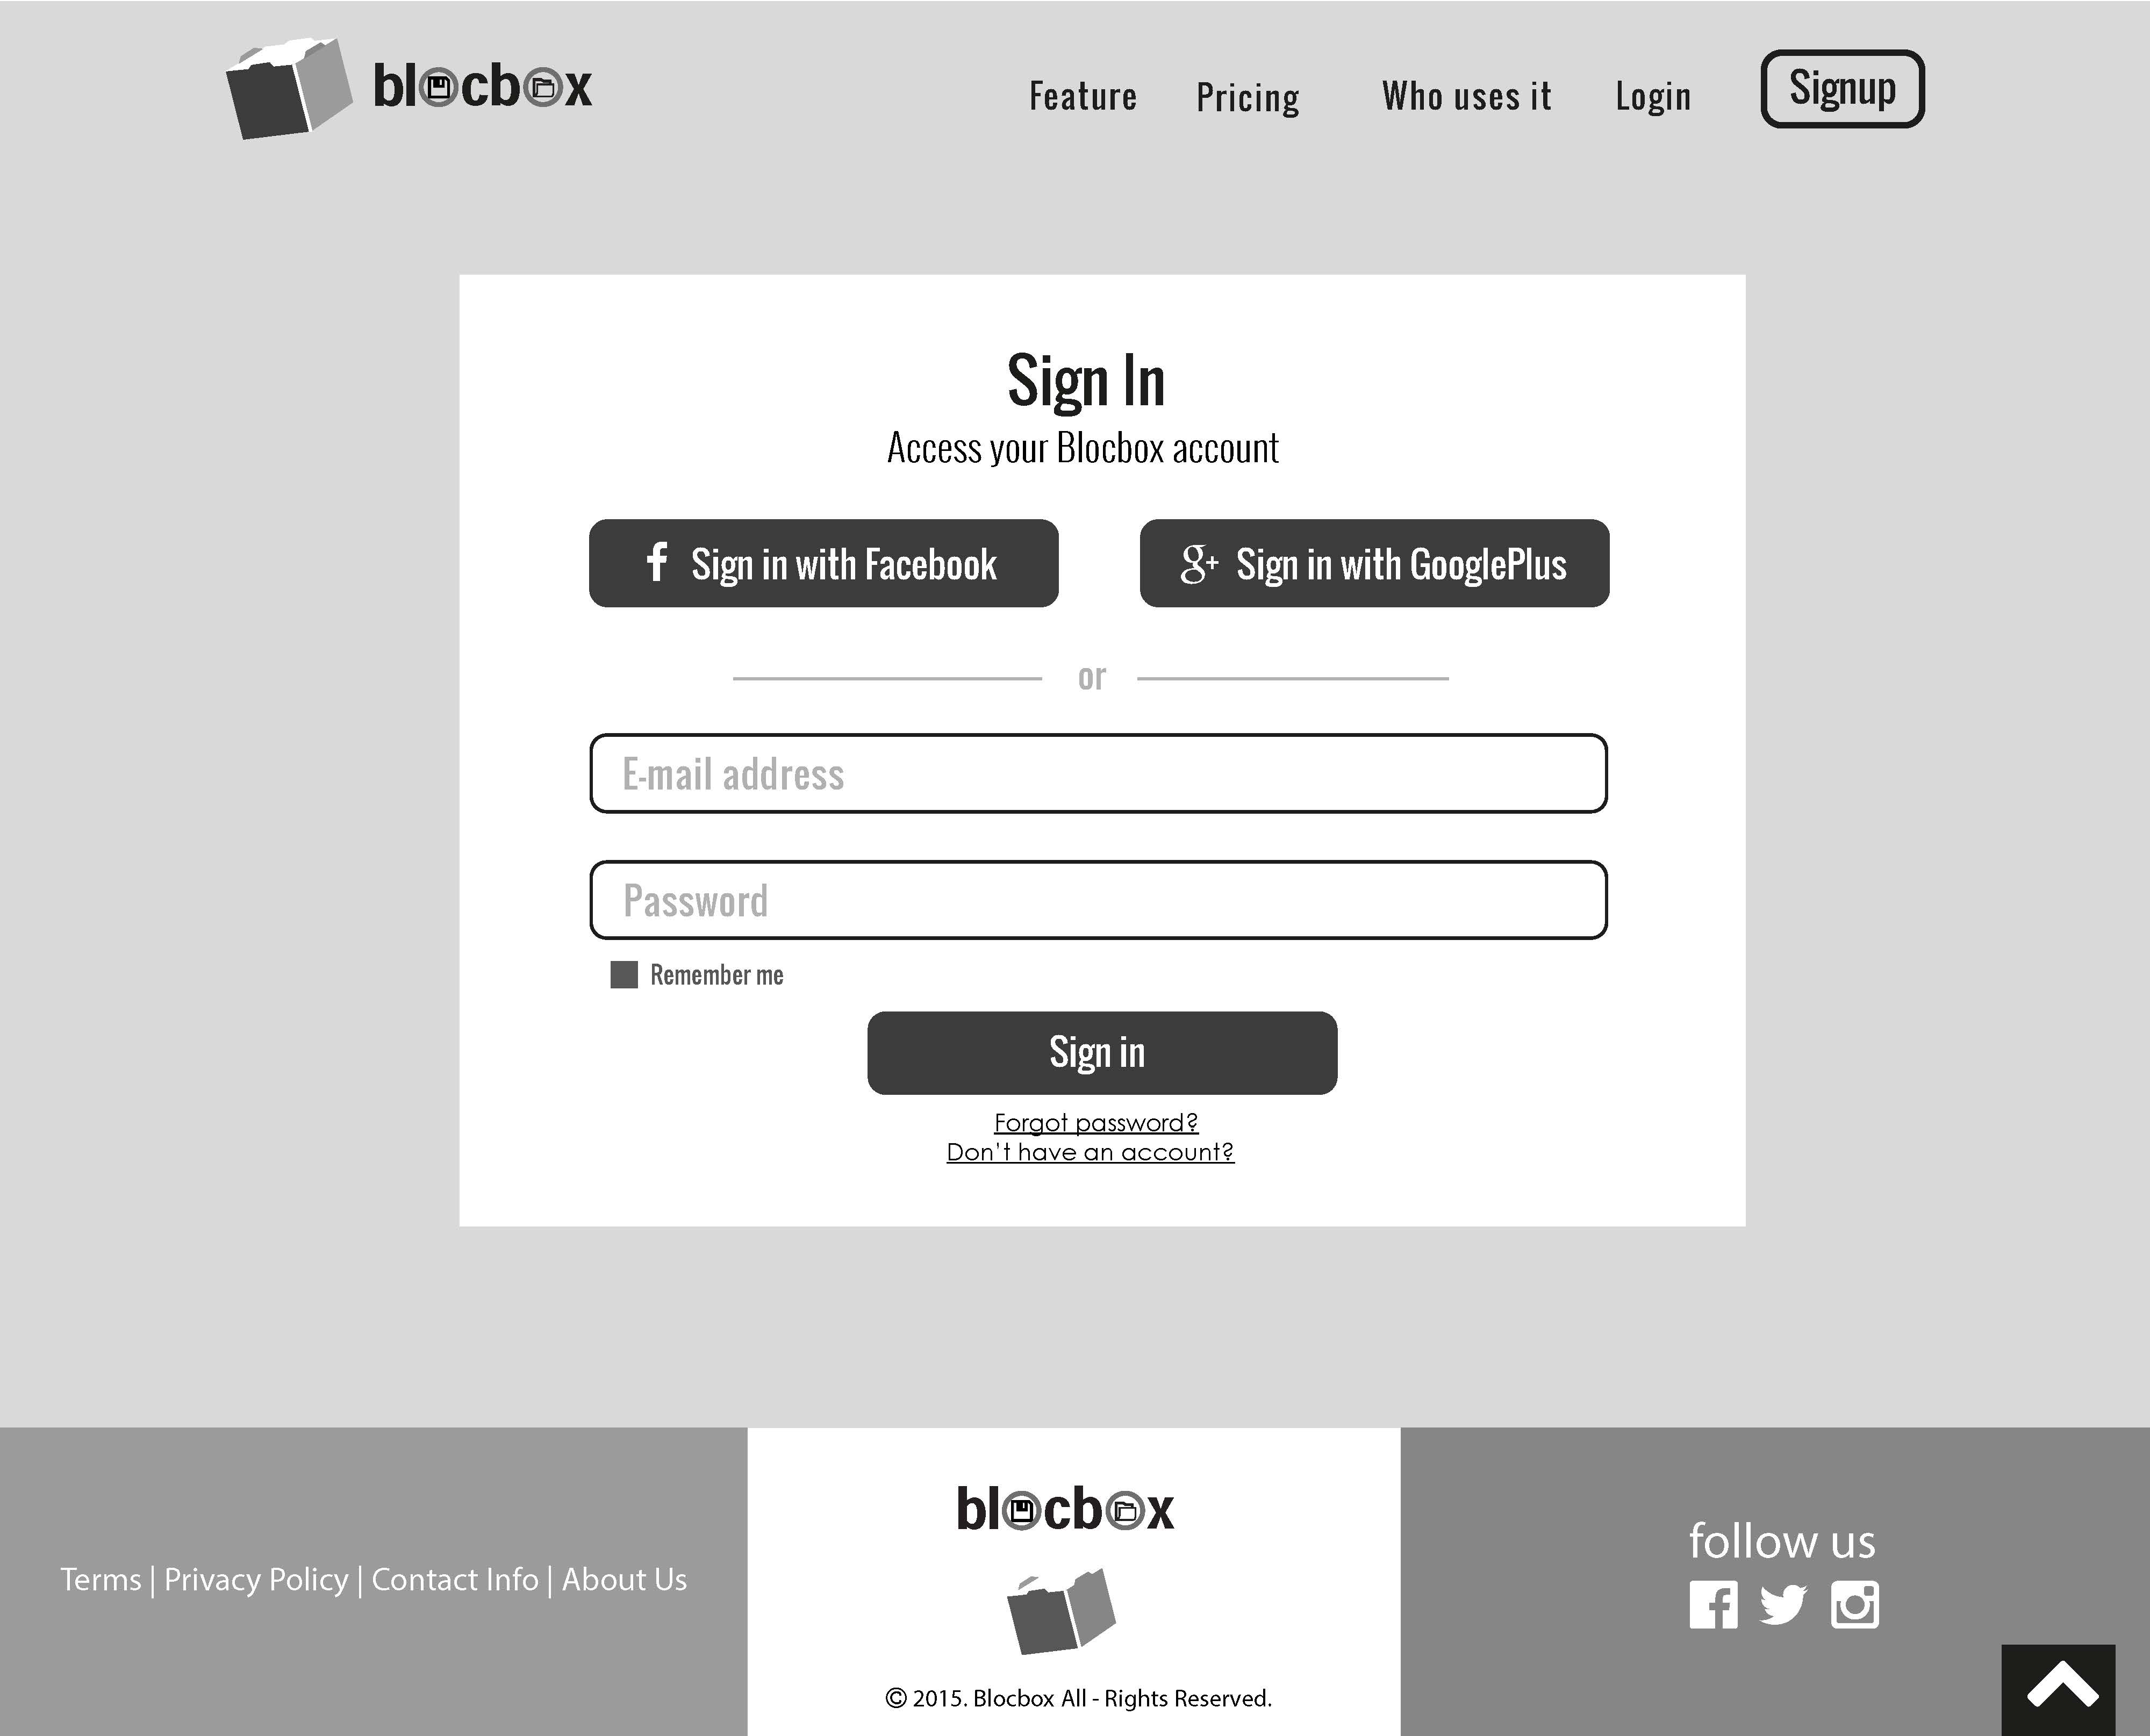 blocbox
Feature Pricing Who uses it Login Signup
Sign In
Access your Blocbox account
f Sign in with Facebook
g+ Sign in with GooglePlus
or
E-mail address
Password
Remember me
Sign in
Forgot password?
Don't have an account?
Terms | Privacy Policy | Contact Info | About Us
blocbox
© 2015. Blocbox All - Rights Reserved.
follow us